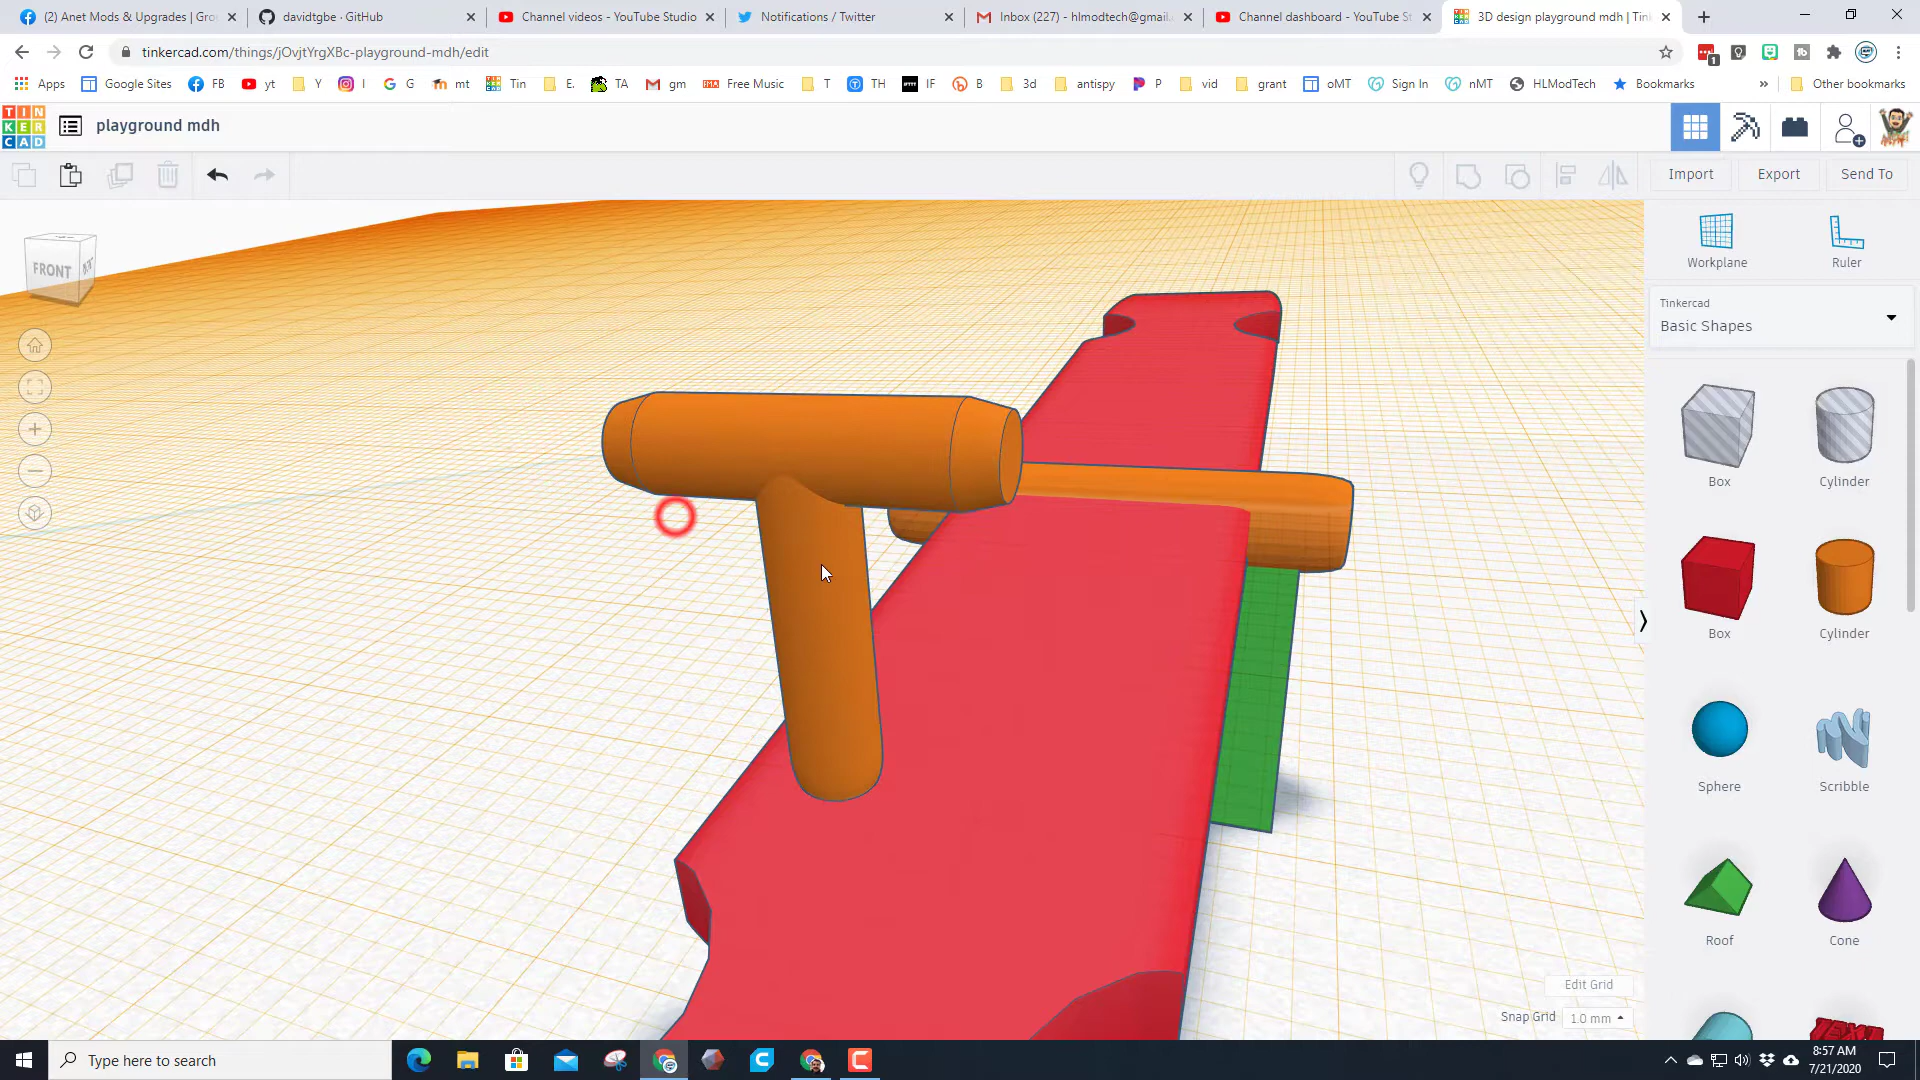 (2) Anet Mods & Upgrades | Gro
davidtgbe · GitHub
Channel videos - YouTube Studio
Notifications / Twitter
Inbox (227) - hlmodtech@gmail.
Channel dashboard - YouTube St
3D design playground mdh | Tin
tinkercad.com/things/jOvjtYrgXBc-playground-mdh/edit
Apps
Google Sites
FB
yt
Y
I
G
mt
Tin
E.
TA
gm
Free Music
T
TH
IF
B
3d
antispy
P
vid
grant
oMT
Sign In
nMT
HLModTech
Bookmarks
Other bookmarks
TIN
KER
CAD
playground mdh
Import
Export
Send To
FRONT
Workplane
Ruler
Tinkercad
Basic Shapes
Box
Cylinder
Box
Cylinder
Sphere
Scribble
Roof
Cone
TEXT
Edit Grid
Snap Grid
1.0 mm
Type here to search
8:57 AM
7/21/2020